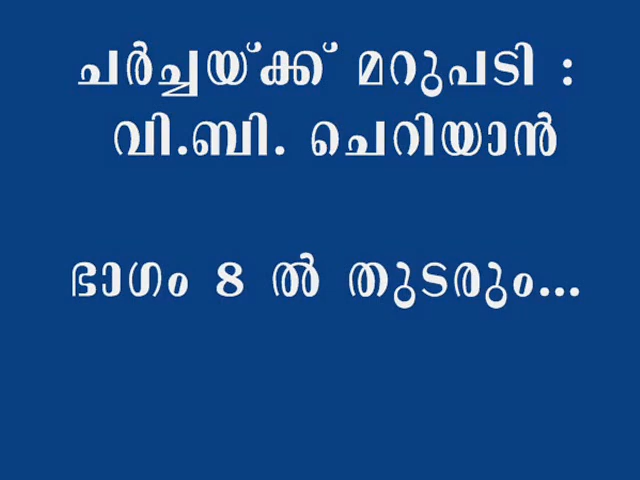 ചർച്ചയ്ക്ക് മറുപടി :
വി.ബി. ചെറിയാൻ
ഭാഗം 8 ൽ തുടരും...